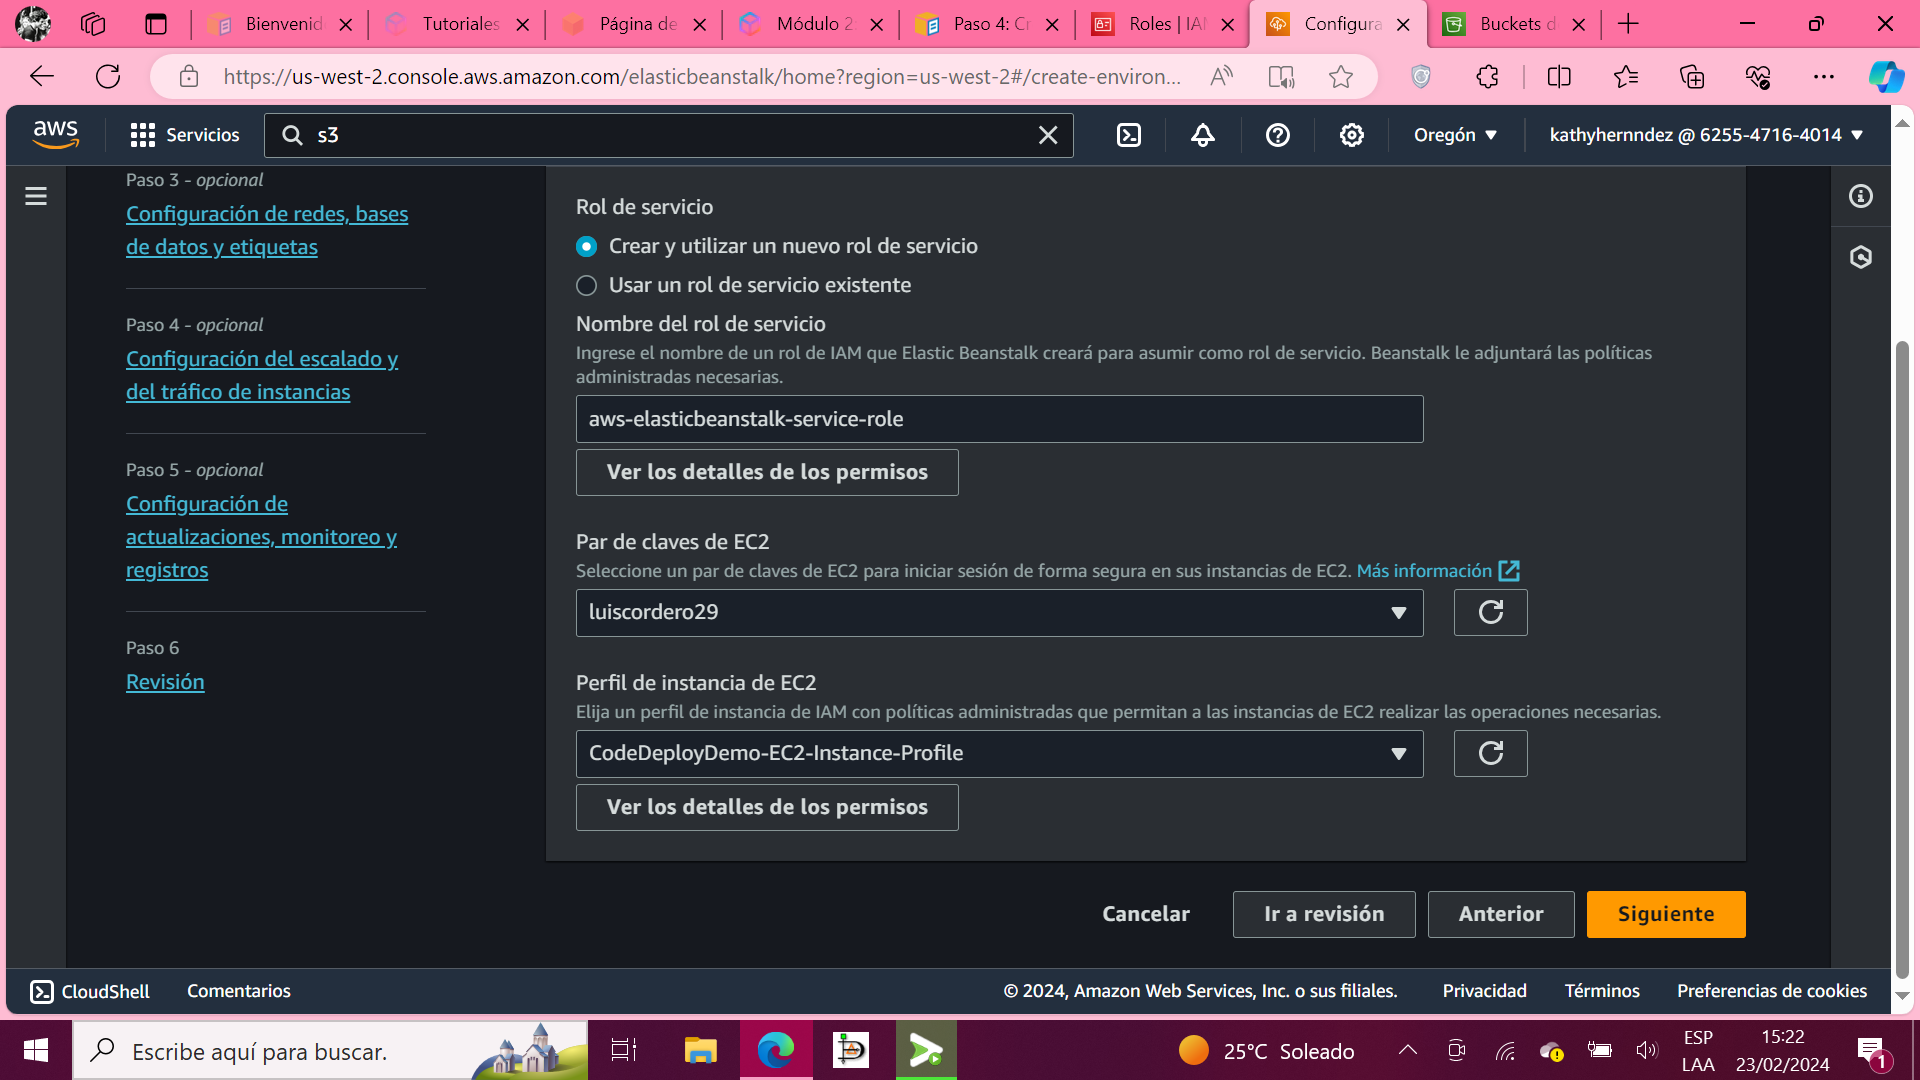 Bienvenid
Tutoriales
Página de
Módulo 2
Paso 4: Cr
Roles | IA
Configura
Buckets d
https://us-west-2.console.aws.amazon.com/elasticbeanstalk/home?region=us-west-2#/create-environ...
aws
Servicios
s3
Oregón
kathyhernndez @ 6255-4716-4014
Paso 3 - opcional
Configuración de redes, bases
de datos y etiquetas
Paso 4 - opcional
Configuración del escalado y
del tráfico de instancias
Paso 5 - opcional
Configuración de
actualizaciones, monitoreo y
registros
Paso 6
Revisión
Rol de servicio
Crear y utilizar un nuevo rol de servicio
Usar un rol de servicio existente
Nombre del rol de servicio
Ingrese el nombre de un rol de IAM que Elastic Beanstalk creará para asumir como rol de servicio. Beanstalk le adjuntará las políticas
administradas necesarias.
aws-elasticbeanstalk-service-role
Ver los detalles de los permisos
Par de claves de EC2
Seleccione un par de claves de EC2 para iniciar sesión de forma segura en sus instancias de EC2. Más información
luiscordero29
Perfil de instancia de EC2
Elija un perfil de instancia de IAM con políticas administradas que permitan a las instancias de EC2 realizar las operaciones necesarias.
CodeDeployDemo-EC2-Instance-Profile
Ver los detalles de los permisos
Cancelar
Ir a revisión
Anterior
Siguiente
CloudShell
Comentarios
© 2024, Amazon Web Services, Inc. o sus filiales.
Privacidad
Términos
Preferencias de cookies
Escribe aquí para buscar.
25°C Soleado
ESP
LAA
15:22
23/02/2024
1